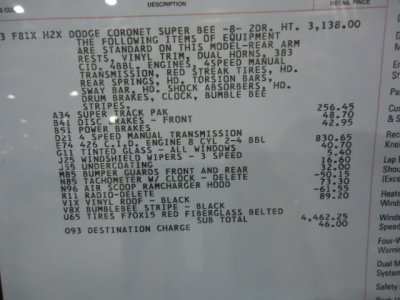 DESCRIPTION
RETAIL PRICE
F81X H2X DODGE CORONET SUPER BEE -8- 2DR. HT. 3,138.00
THE FOLLOWING ITEMS OF EQUIPMENT
ARE STANDARD ON THIS MODEL-REAR ARM
RESTS, VINYL TRIM, DUAL HORNS, 383
CID. 4BBL. ENGINES, 4SPEED MANUAL
TRANSMISSION, RED STREAK TIRES, HD.
REAR SPRINGS, HD. TORSION BARS,
SWAY BAR, HD. SHOCK ABSORBERS, HD.
DRUM BRAKES, CLOCK, BUMBLE BEE
STRIPES.
A34 SUPER TRACK PAK 256.45
B41 DISC BRAKES - FRONT 48.70
B51 POWER BRAKES 42.95
D21 4 SPEED MANUAL TRANSMISSION
E74 426 C.I.D. ENGINE 8 CYL 2-4 BBL 830.65
G11 TINTED GLASS - ALL WINDOWS 40.70
J25 WINDSHIELD WIPERS - 3 SPEED 5.40
J55 UNDERCOATING 16.60
M85 BUMPER GUARDS FRONT AND REAR 32.00
N85 TACHOMETER W/ CLOCK - DELETE -50.15
N96 AIR SCOOP RAMCHARGER HOOD 73.30
R11 RADIO-DELETE -61.55
V1X VINYL ROOF - BLACK 89.20
V8X BUMBLEBEE STRIPE - BLACK
U65 TIRES F70X15 RED FIBERGLASS BELTED
SUB TOTAL 4,462.25
093 DESTINATION CHARGE 46.00